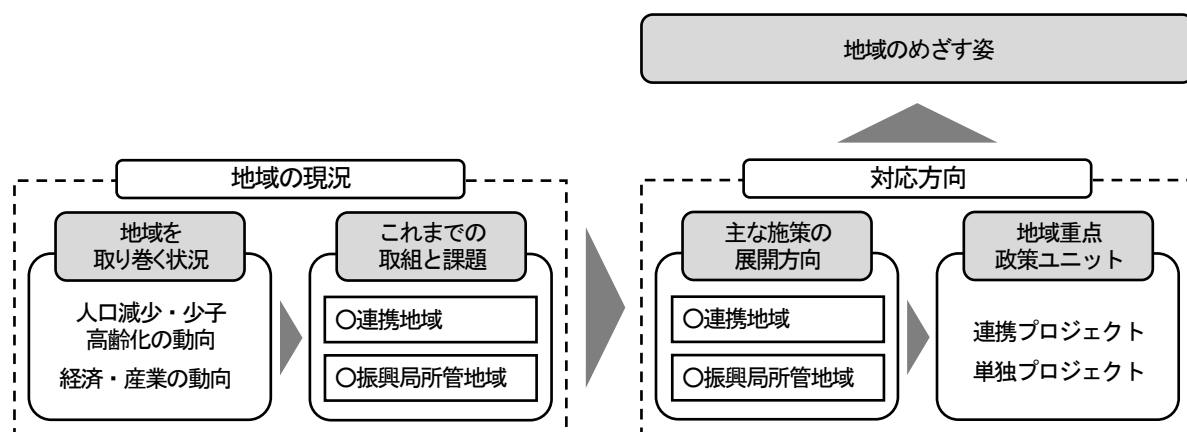 地域のめざす姿
地域の現況
地域を
取り巻く状況
人口減少・少子
高齢化の動向
経済・産業の動向
これまでの
取組と課題
○連携地域
○振興局所管地域
対応方向
主な施策の
展開方向
○連携地域
○振興局所管地域
地域重点
政策ユニット
連携プロジェクト
単独プロジェクト